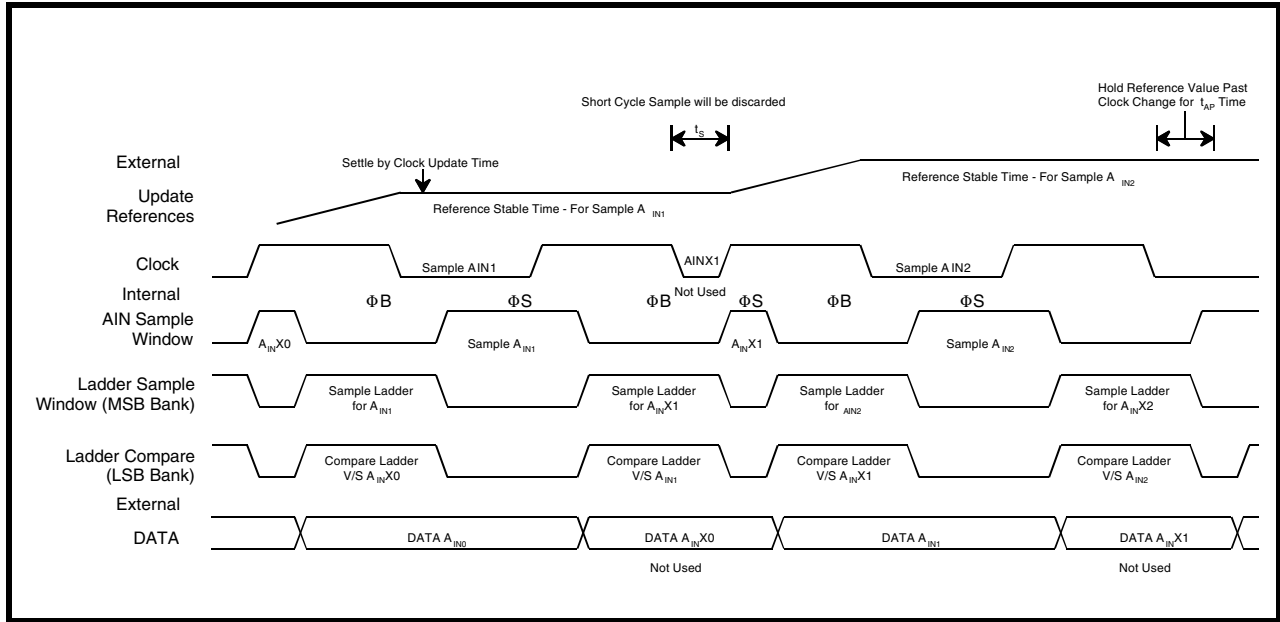 Hold Reference Value Past
Clock Change for tAP Time
Short Cycle Sample will be discarded
tS
External
Settle by Clock Update Time
Update
References
Reference Stable Time - For Sample A IN1
Reference Stable Time - For Sample A IN2
Clock
Sample AIN1
AINX1
Sample AIN2
Internal
Not Used
ΦB
ΦS
ΦB
ΦS
ΦB
ΦS
AIN Sample
Window
AINX0
Sample AIN1
AINX1
Sample AIN2
Ladder Sample
Window (MSB Bank)
Sample Ladder
for AIN1
Sample Ladder
for AINX1
Sample Ladder
for AIN2
Sample Ladder
for AINX2
Ladder Compare
(LSB Bank)
Compare Ladder
V/S AINX0
Compare Ladder
V/S AIN1
Compare Ladder
V/S AINX1
Compare Ladder
V/S AIN2
External
DATA
DATA AIN0
DATA AINX0
DATA AIN1
DATA AINX1
Not Used
Not Used